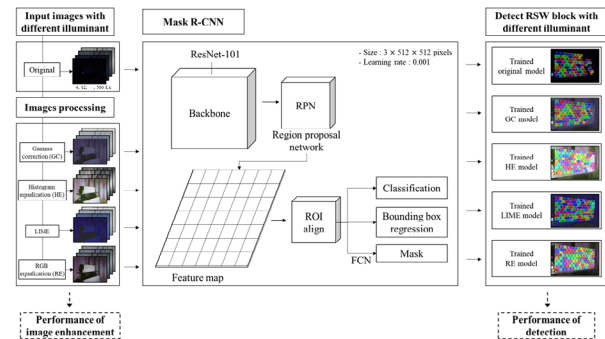 Input images with
different illuminant
Original
4, 12, ⋯, 500 Lx
Images processing
Gamma
correction (GC)
Histogram
equalization (HE)
LIME
RGB
equalization (RE)
Performance of
image enhancement
Mask R-CNN
ResNet-101
- Size : 3 × 512 × 512 pixels
- Learning rate : 0.001
Backbone
RPN
Region proposal
network
Feature map
ROI
align
FCN
Classification
Bounding box
regression
Mask
Detect RSW block with
different illuminant
Trained
original model
Trained
GC model
Trained
HE model
Trained
LIME model
Trained
RE model
Performance of
detection